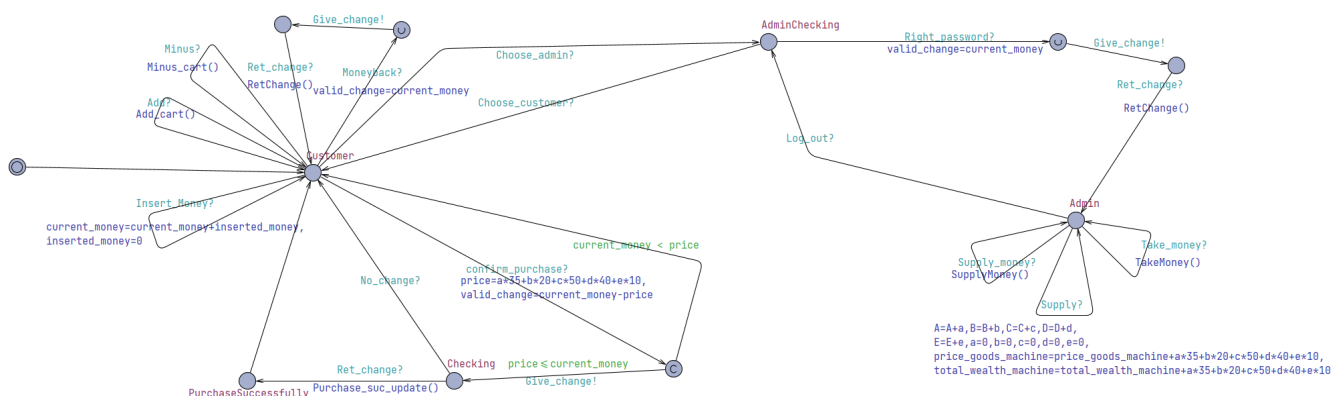 Give_change!
AdminChecking
Right_password?
valid_change=current_money
Give_change!
Minus?
Minus_cart()
Ret_change?
RetChange()
Moneyback?
valid_change=current_money
Choose_admin?
Choose_customer?
Ret_change?
RetChange()
Add?
Add_cart()
Log_out?
Customer
U
U
Insert_Money?
current_money=current_money+inserted_money,
inserted_money=0
Admin
current_money < price
confirm_purchase?
price=a*35+b*20+c*50+d*40+e*10,
valid_change=current_money-price
No_change?
Take_money?
TakeMoney()
Supply_money?
SupplyMoney()
Supply?
A=A+a,B=B+b,C=C+c,D=D+d,
E=E+e,a=0,b=0,c=0,d=0,e=0,
price_goods_machine=price_goods_machine+a*35+b*20+c*50+d*40+e*10,
total_wealth_machine=total_wealth_machine+a*35+b*20+c*50+d*40+e*10
Checking
price≤current_money
Give_change!
C
Ret_change?
Purchase_suc_update()
PurchaseSuccessfully